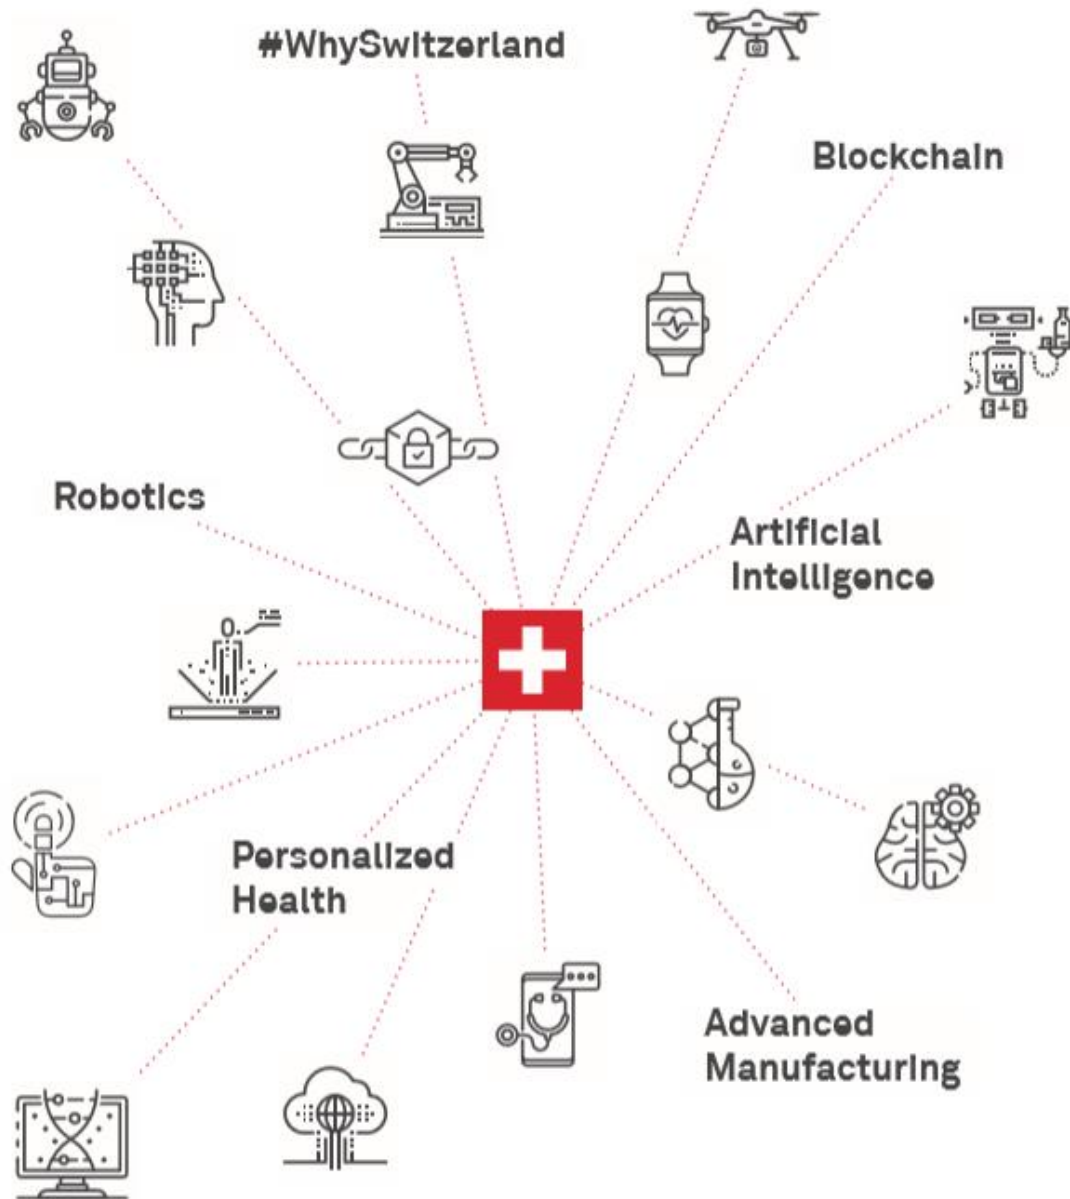 #WhySwitzerland
Blockchain
Robotics
Artificial
Intelligence
Personalized
Health
Advanced
Manufacturing